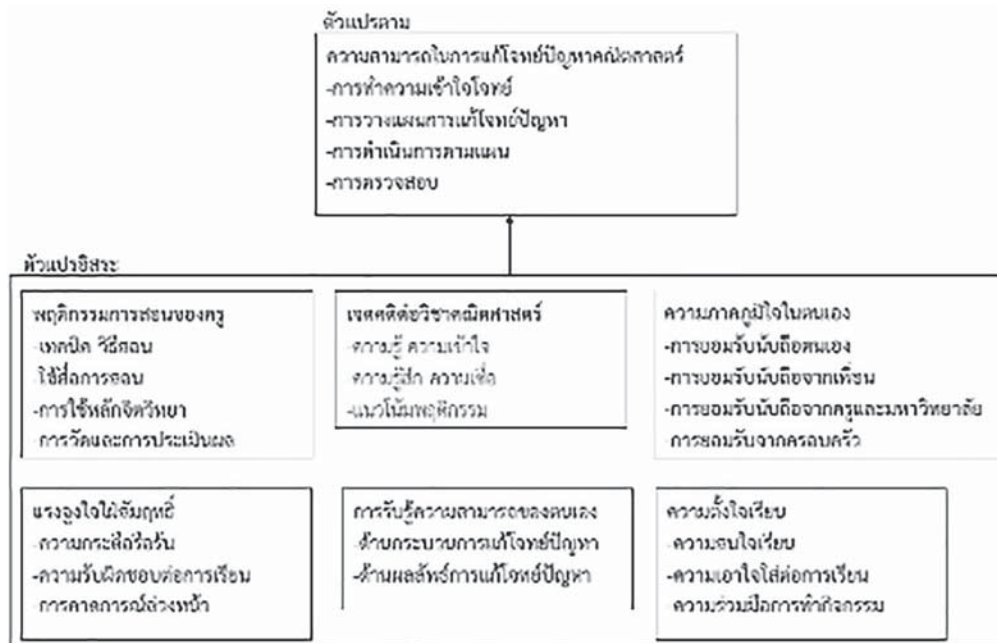 ตัวแปรตาม
ความสามารถในการแก้โจทย์ปัญหาคณิตศาสตร์
-การทำความเข้าใจโจทย์
-การวางแผนการแก้โจทย์ปัญหา
-การดำเนินการตามแผน
-การตรวจสอบ
ตัวแปรอิสระ
พฤติกรรมการสอนของครู
-เทคนิค วิธีสอน
-ใช้สื่อการสอน
-การใช้หลักจิตวิทยา
-การวัดและการประเมินผล
เจตคติต่อวิชาคณิตศาสตร์
-ความรู้ ความเข้าใจ
-ความรู้สึก ความเชื่อ
-แนวโน้มพฤติกรรม
ความภาคภูมิใจในตนเอง
-การยอมรับนับถือตนเอง
-การยอมรับนับถือจากเพื่อน
-การยอมรับนับถือจากครูและมหาวิทยาลัย
-การยอมรับจากครอบครัว
แรงจูงใจใฝ่สัมฤทธิ์
-ความกระตือรือร้น
-ความรับผิดชอบต่อการเรียน
-การคาดการณ์ล่วงหน้า
การรับรู้ความสามารถของตนเอง
-ด้านกระบวนการแก้โจทย์ปัญหา
-ด้านผลลัพธ์การแก้โจทย์ปัญหา
ความตั้งใจเรียน
-ความสนใจเรียน
-ความเอาใจใส่ต่อการเรียน
-ความร่วมมือการทำกิจกรรม